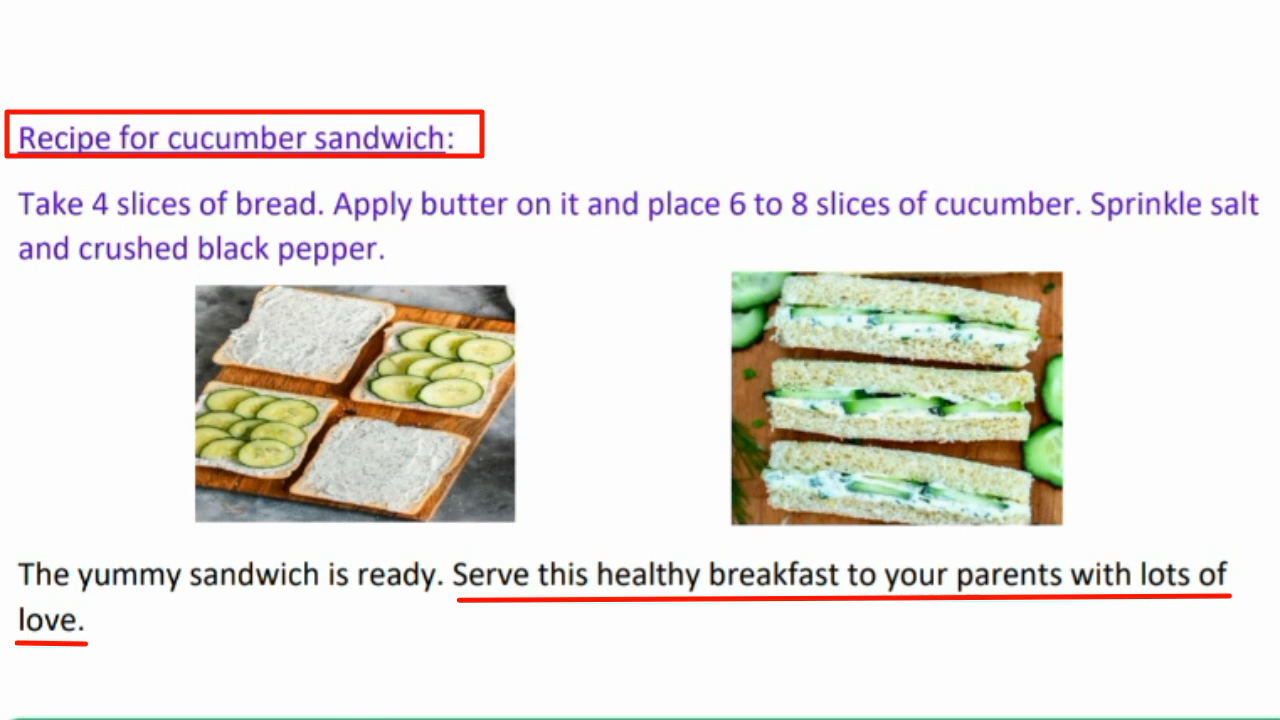 Recipe for cucumber sandwich:
Take 4 slices of bread. Apply butter on it and place 6 to 8 slices of cucumber. Sprinkle salt
and crushed black pepper.
The yummy sandwich is ready. Serve this healthy breakfast to your parents with lots of
love.